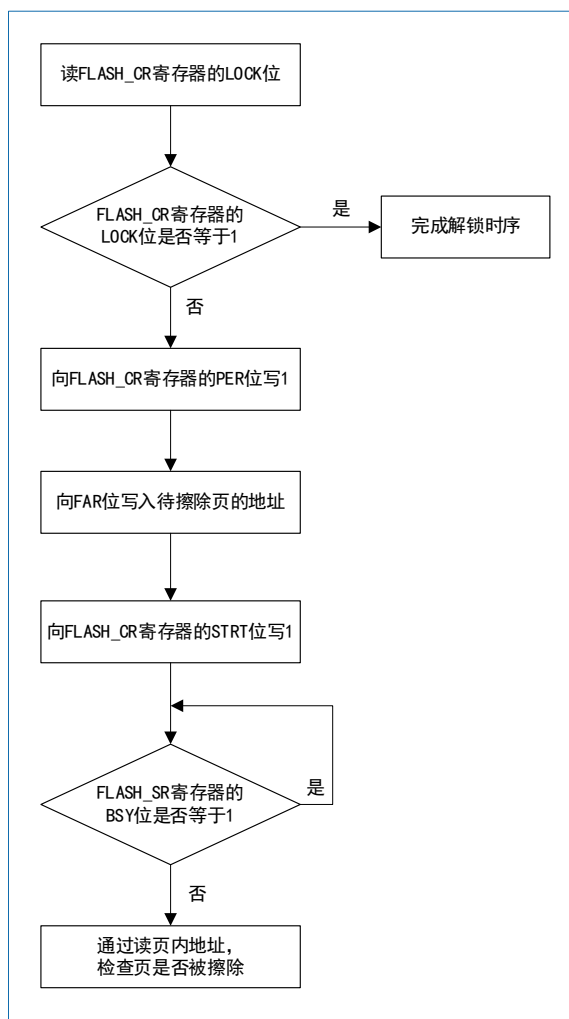 读FLASH_CR寄存器的LOCK位
FLASH_CR寄存器的
LOCK位是否等于1
是
完成解锁时序
否
向FLASH_CR寄存器的PER位写1
向FAR位写入待擦除页的地址
向FLASH_CR寄存器的STRT位写1
FLASH_SR寄存器的
BSY位是否等于1
是
否
通过读页内地址，
检查页是否被擦除